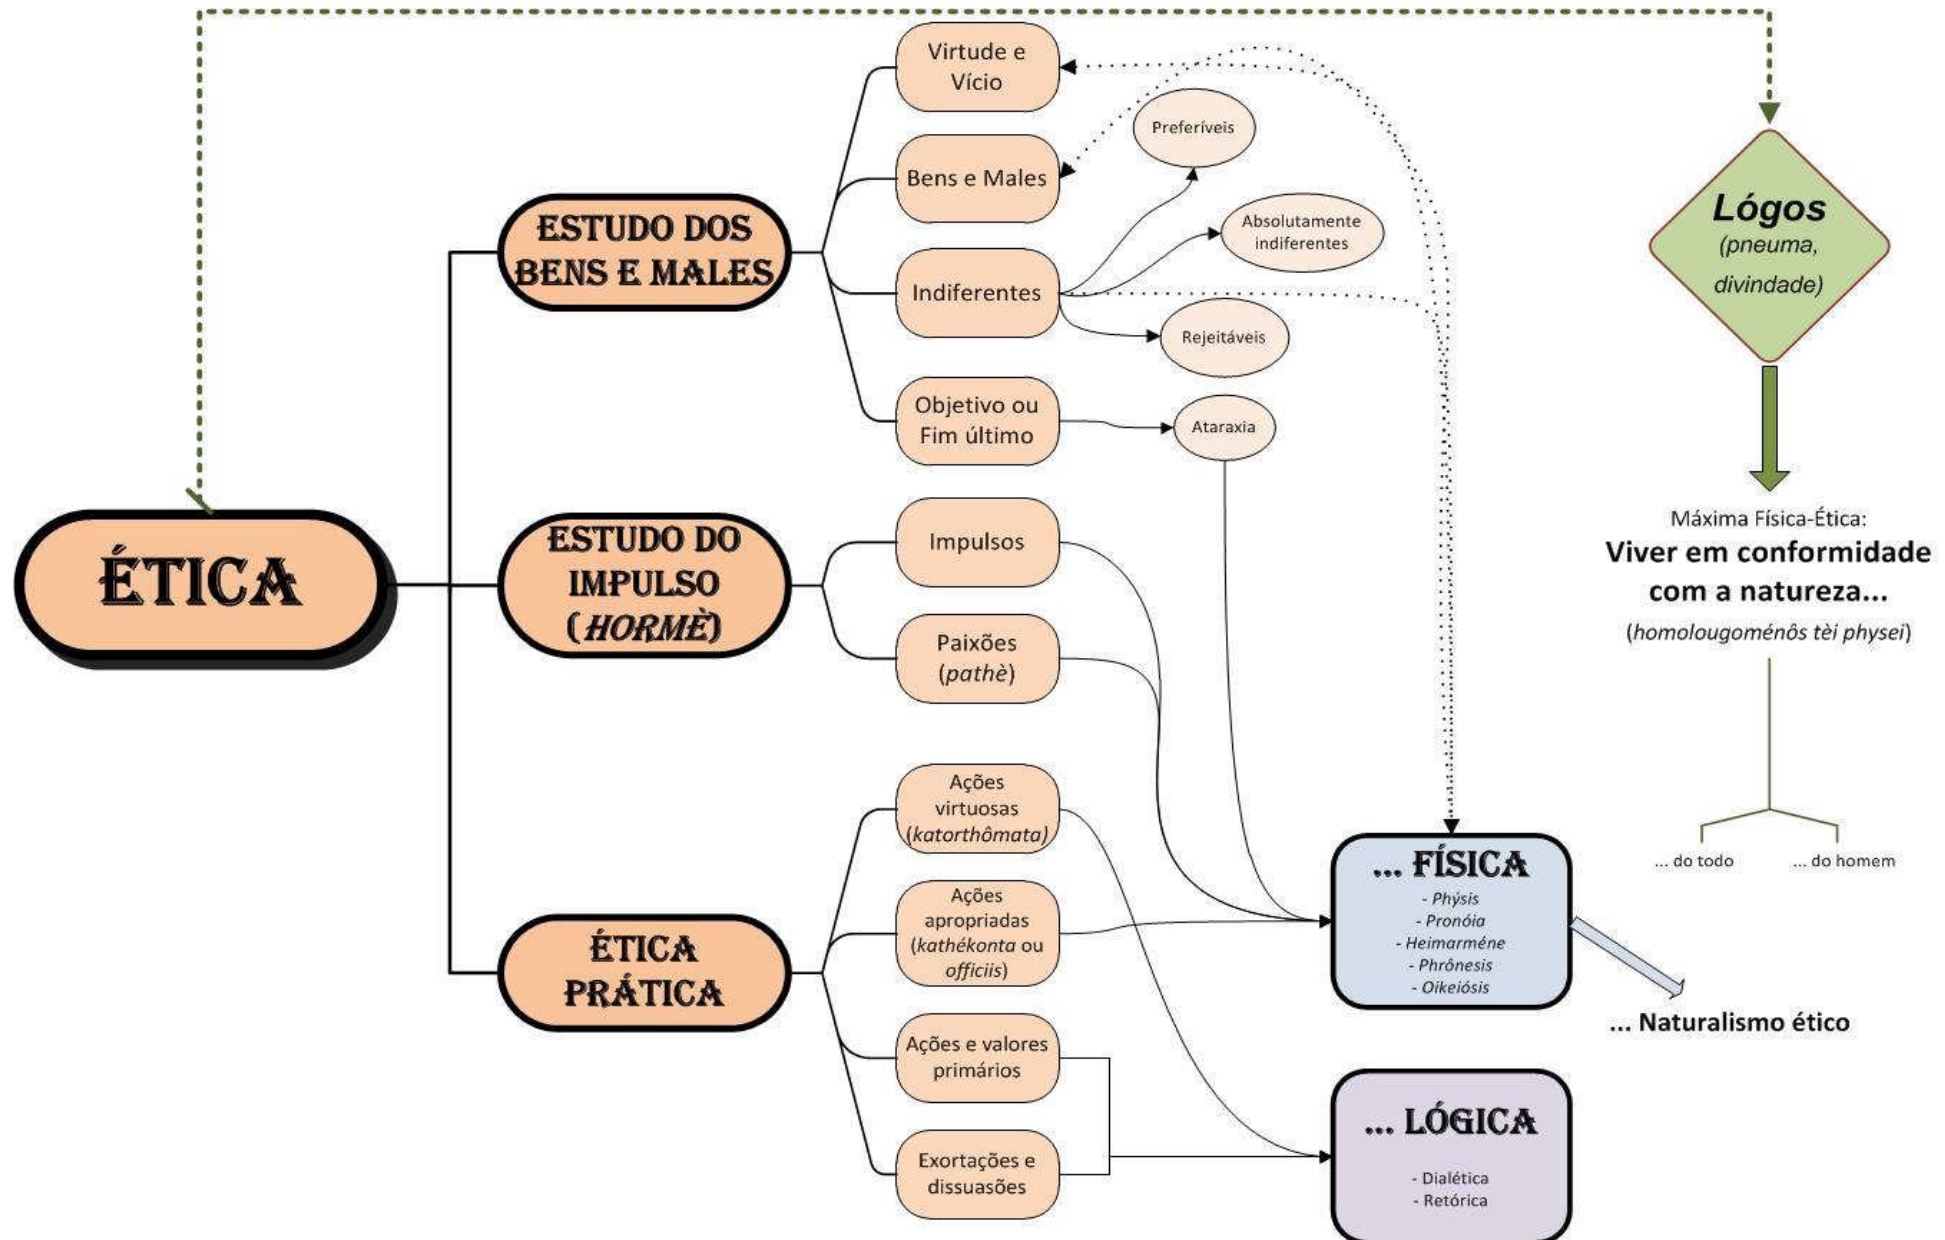 ÉTICA
ESTUDO DOS
BENS E MALES
Virtude e
Vício
Bens e Males
Indiferentes
Objetivo ou
Fim último
Preferíveis
Absolutamente
indiferentes
Rejeitáveis
Ataraxia
ESTUDO DO
IMPULSO
(HORMÈ)
Impulsos
Paixões
(pathè)
ÉTICA
PRÁTICA
Ações
virtuosas
(katorthômata)
Ações
apropriadas
(kathékonta ou
officiis)
Ações e valores
primários
Exortações e
dissuasões
... FÍSICA
- Phýsis
- Pronóia
- Heimarméne
- Phrônesis
- Oikeiósis
... Naturalismo ético
... LÓGICA
- Dialética
- Retórica
Lógos
(pneuma,
divindade)
Máxima Física-Ética:
Viver em conformidade
com a natureza...
(homolougoménôs tèi physei)
... do todo
... do homem